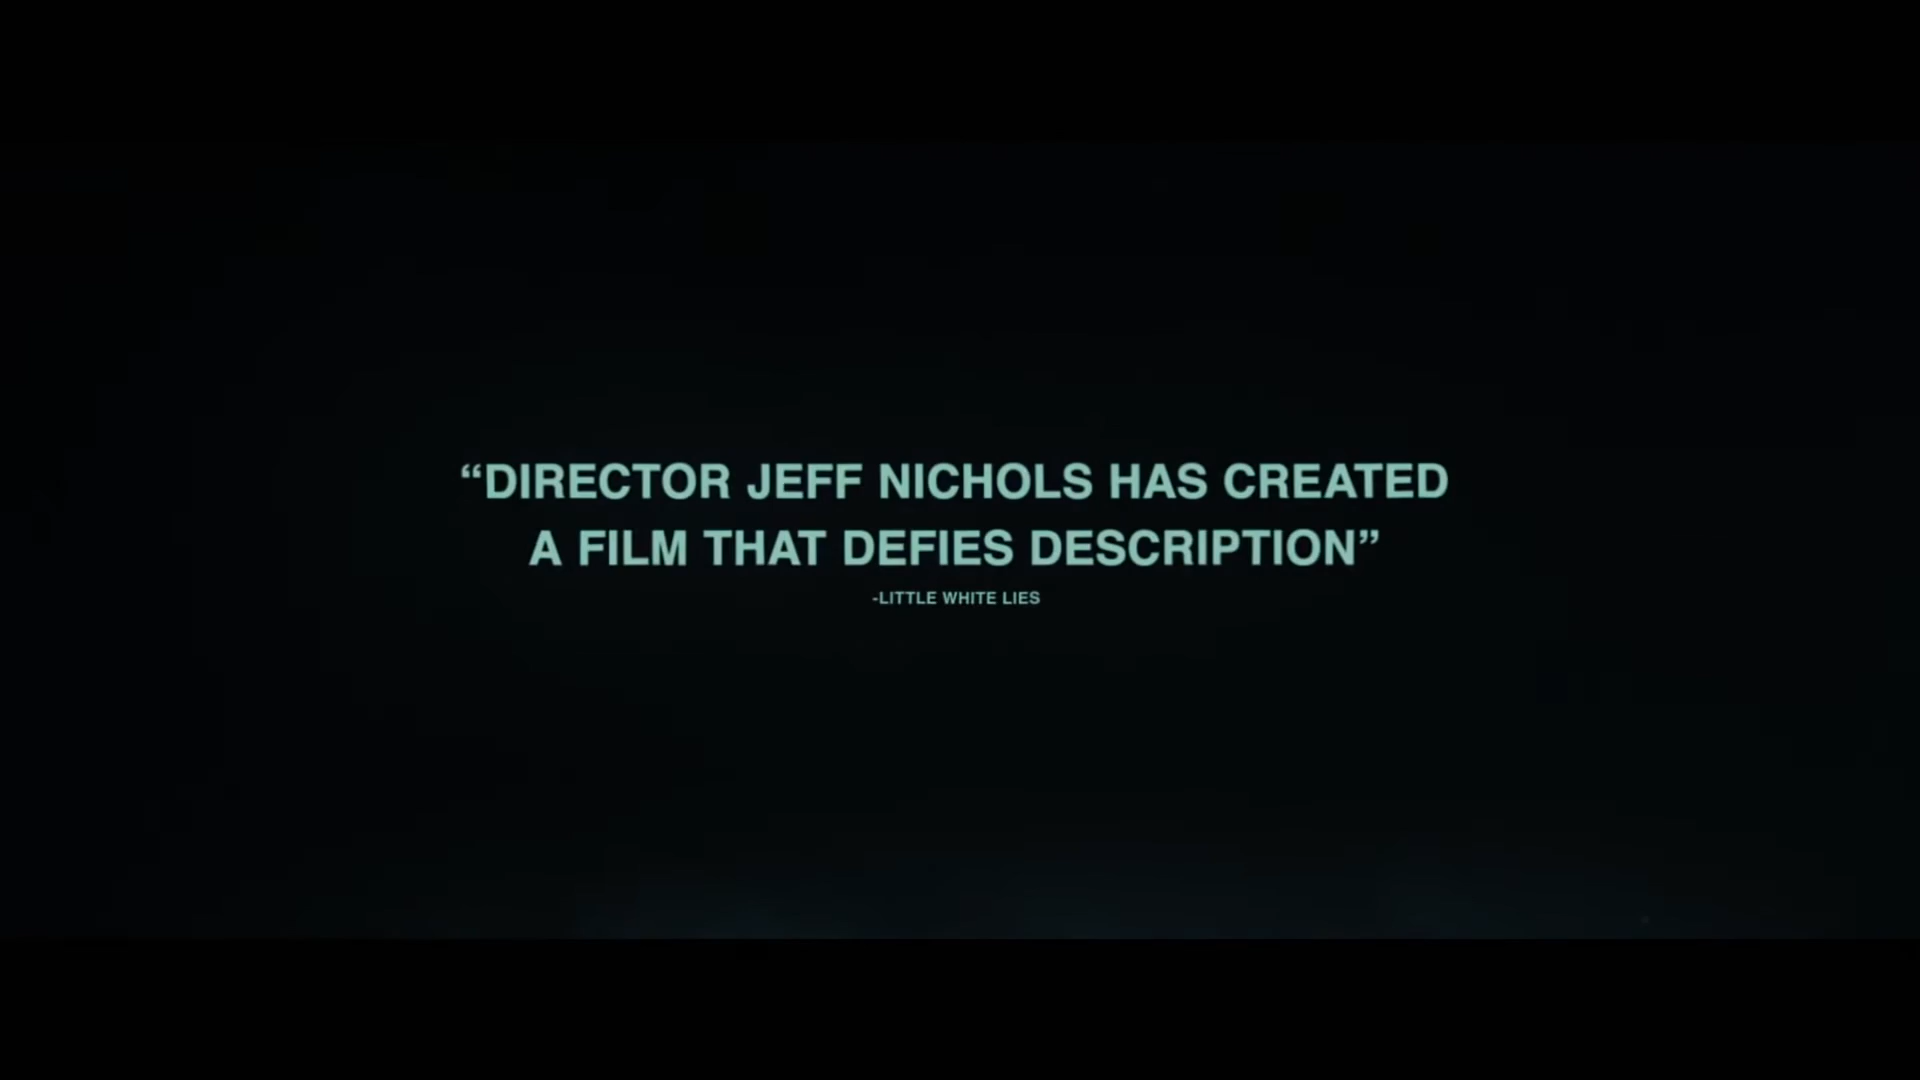 “DIRECTOR JEFF NICHOLS HAS CREATED
A FILM THAT DEFIES DESCRIPTION”
-LITTLE WHITE LIES